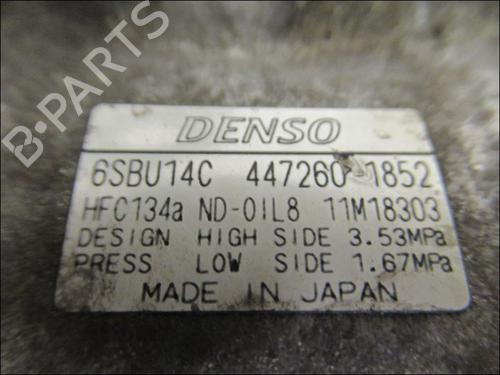 DENSO
6SBU14C 447260 1852
HFC134a ND-OIL8 11M18303
DESIGN HIGH SIDE 3.53MPa
PRESS LOW SIDE 1.67MPa
MADE IN JAPAN
B-PARTS